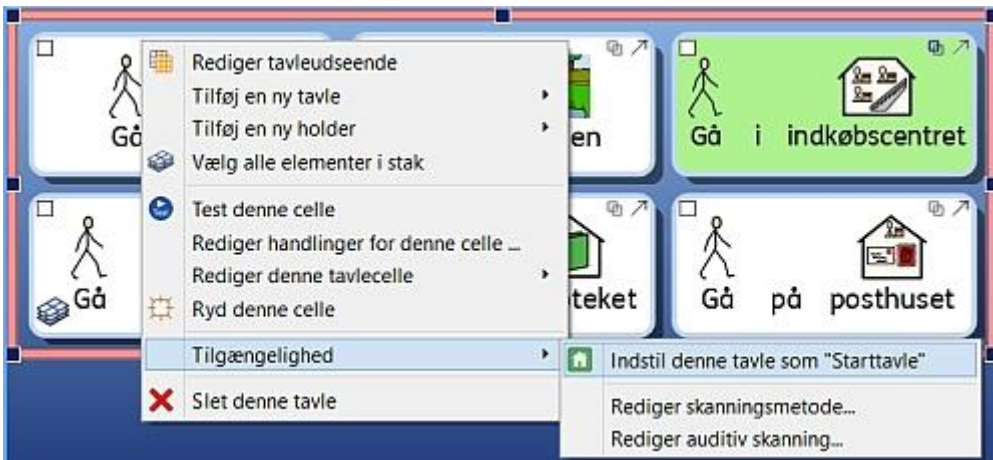 Gå
en
Gå i indkøbscentret
Gå
teket
Gå på posthuset
Rediger tavleudseende
Tilføj en ny tavle
Tilføj en ny holder
Vælg alle elementer i stak
Test denne celle
Rediger handlinger for denne celle ...
Rediger denne tavlecelle
Ryd denne celle
Tilgængelighed
Slet denne tavle
Indstil denne tavle som "Starttavle"
Rediger skanningsmetode...
Rediger auditiv skanning...